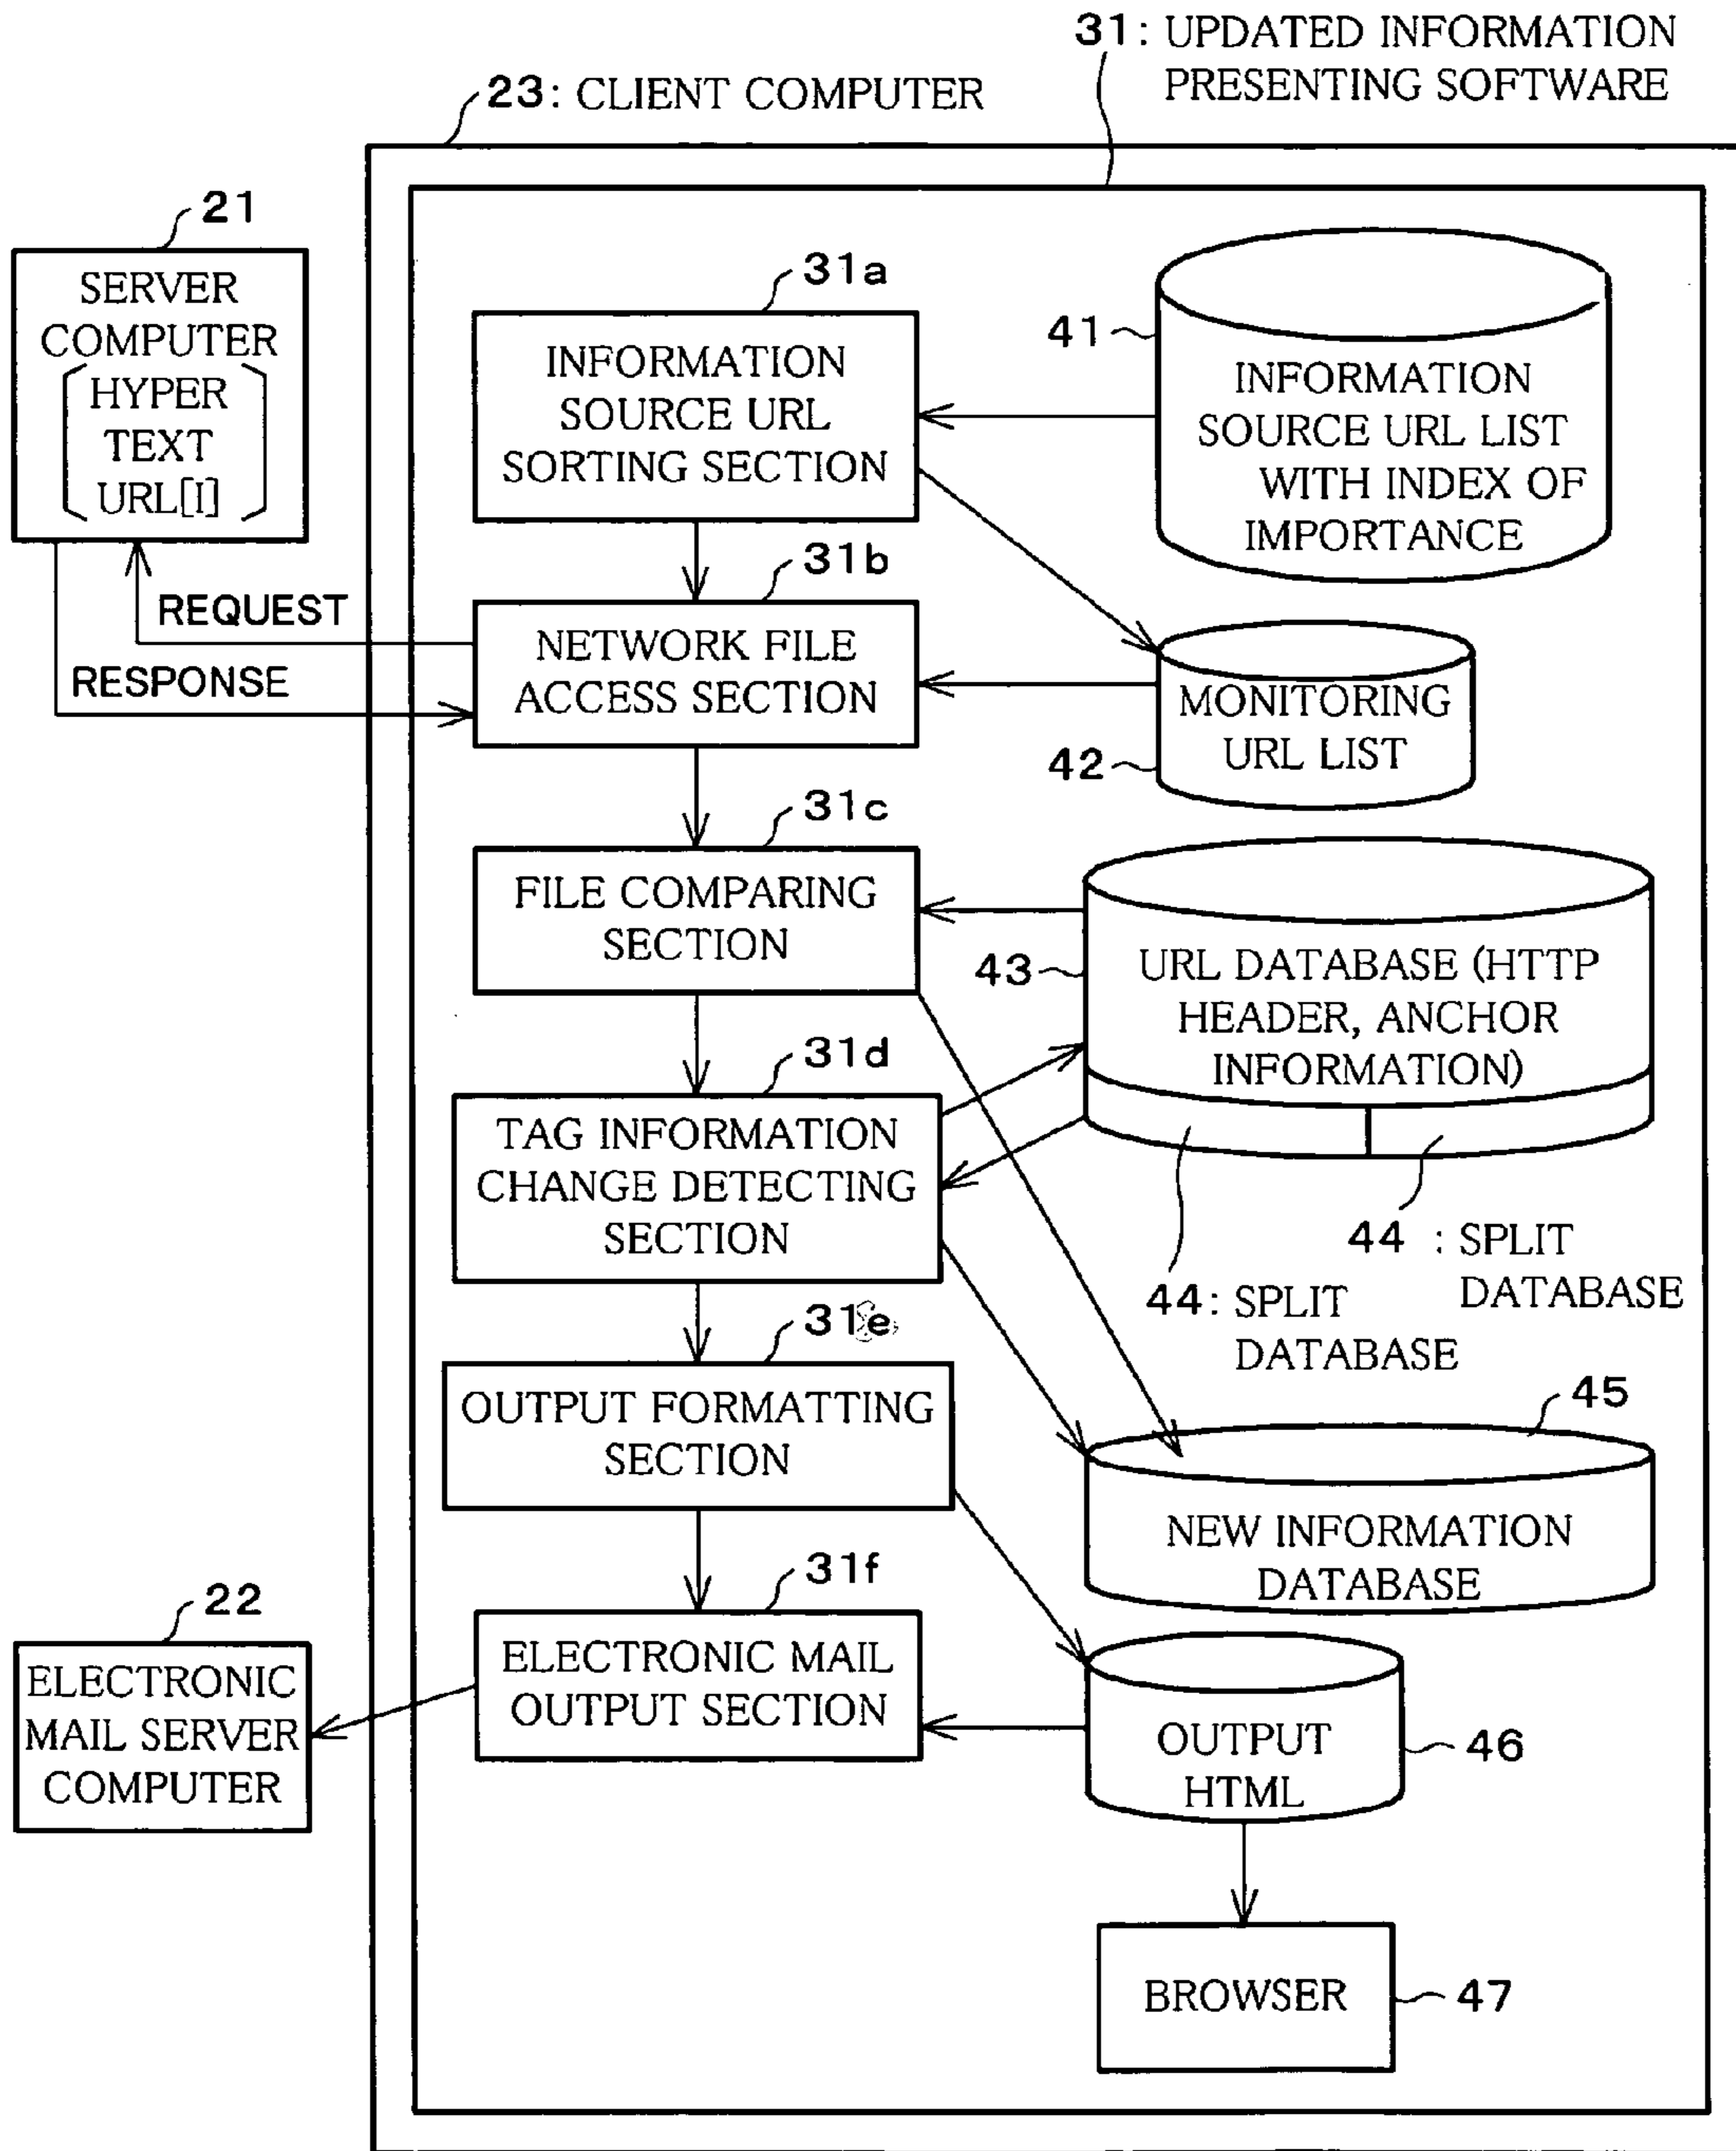 31: UPDATED INFORMATION
PRESENTING SOFTWARE
23: CLIENT COMPUTER
21
SERVER
COMPUTER
HYPER
TEXT
URL[I]
REQUEST
RESPONSE
31a
INFORMATION
SOURCE URL
SORTING SECTION
41
INFORMATION
SOURCE URL LIST
WITH INDEX OF
IMPORTANCE
31b
NETWORK FILE
ACCESS SECTION
MONITORING
URL LIST
42
31c
FILE COMPARING
SECTION
43
URL DATABASE (HTTP
HEADER, ANCHOR
INFORMATION)
31d
TAG INFORMATION
CHANGE DETECTING
SECTION
44 : SPLIT
DATABASE
44: SPLIT
DATABASE
31e
OUTPUT FORMATTING
SECTION
45
NEW INFORMATION
DATABASE
31f
ELECTRONIC MAIL
OUTPUT SECTION
22
ELECTRONIC
MAIL SERVER
COMPUTER
OUTPUT
HTML
46
BROWSER
47